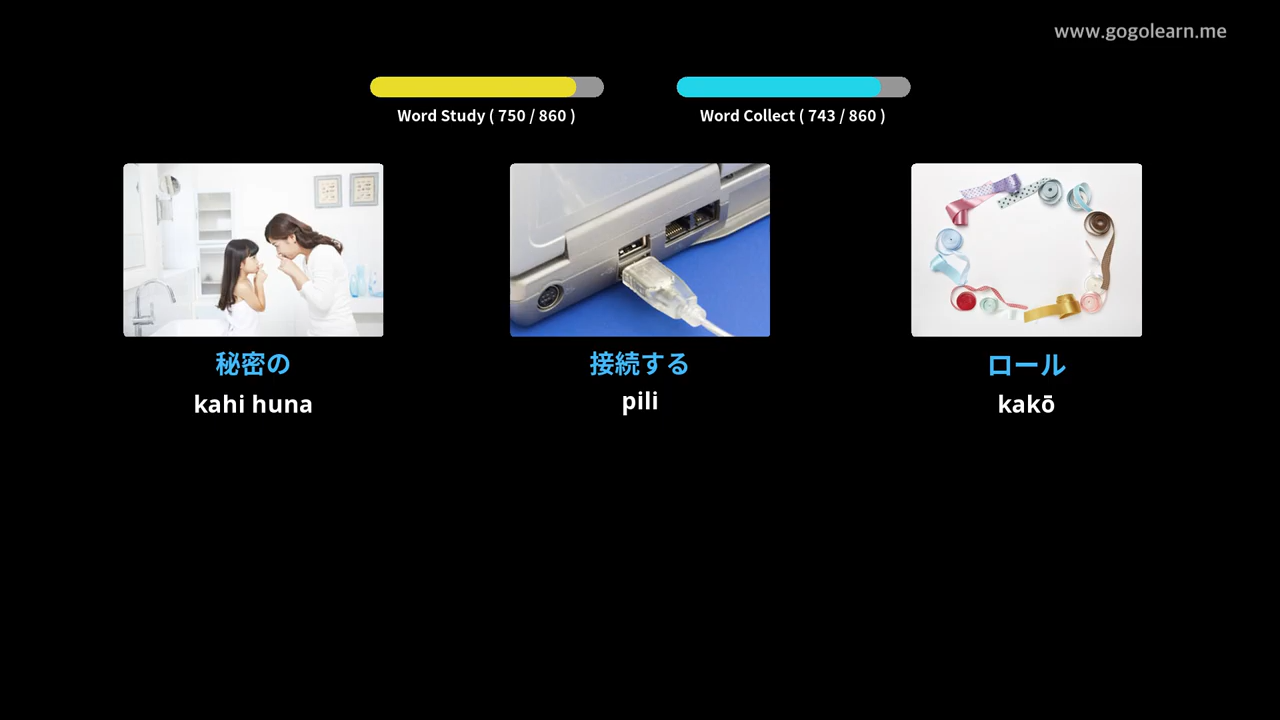 www.gogolearn.me
Word Study ( 750 / 860 )
Word Collect ( 743 / 860 )
秘密の
接続する
ロール
kahi huna
pili
kakō